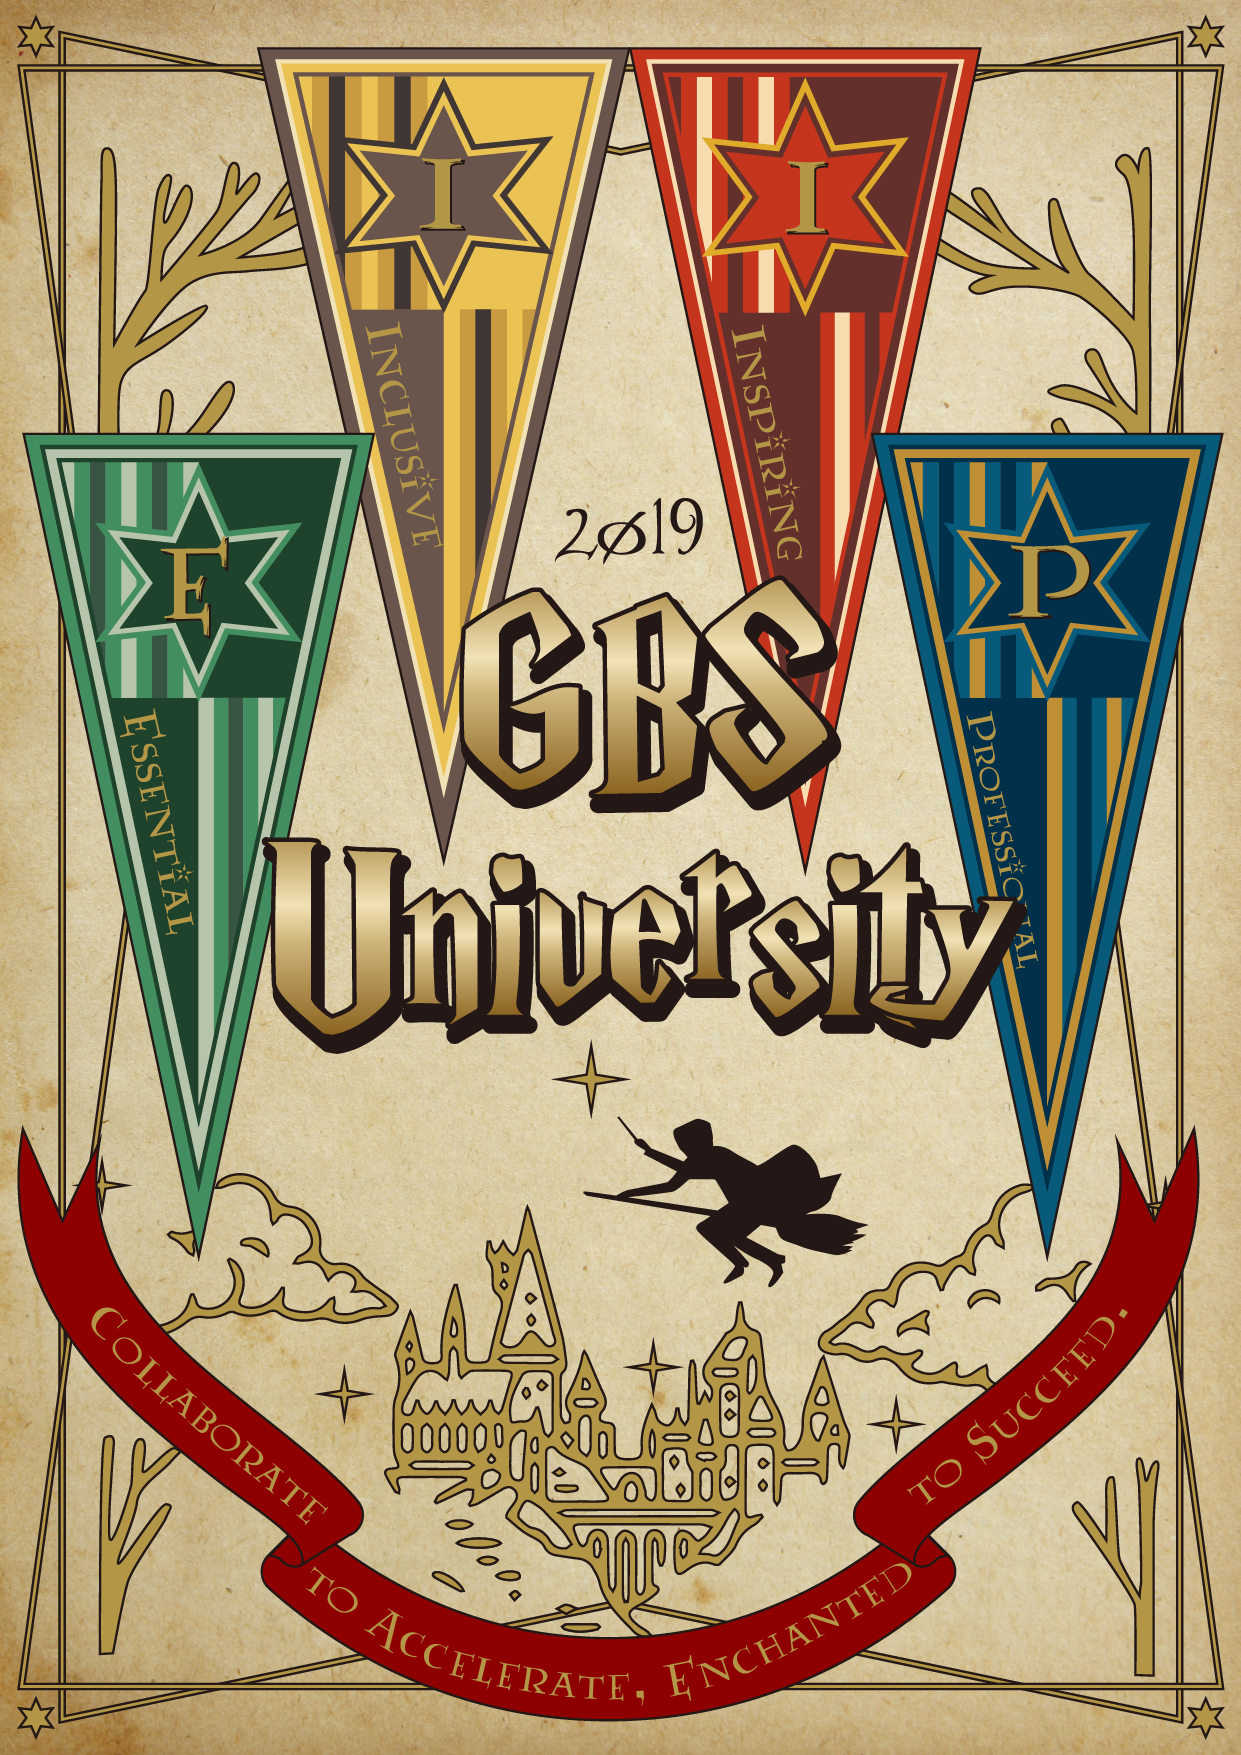 I
INCLUSIVE
I
INSPIRING
E
ESSENTIAL
P
PROFESSIONAL
2019
GBS
University
COLLABORATE
TO ACCELERATE, ENCHANTED
TO SUCCEED.